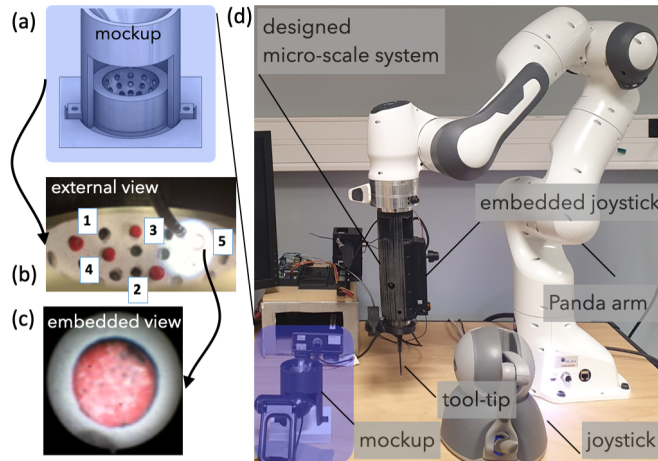 (a)
mockup
external view
1
3
5
4
2
(b)
(c)
embedded view
(d)
designed
micro-scale system
embedded joystick
Panda arm
tool-tip
mockup
joystick